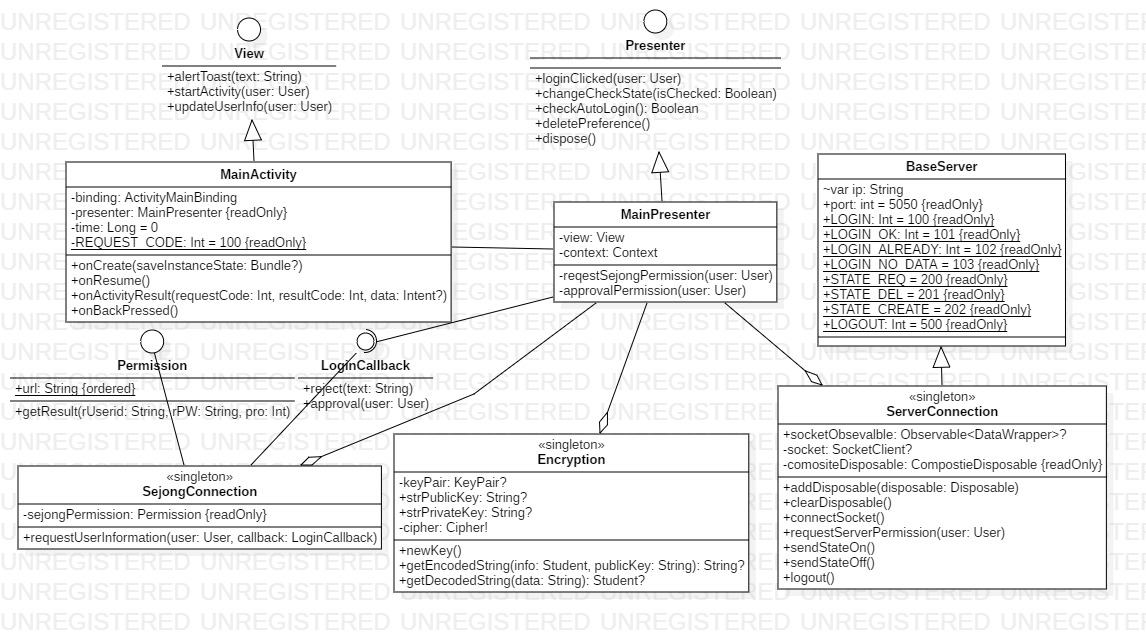 View
+alertToast(text: String)
+startActivity(user: User)
+updateUserInfo(user: User)
Presenter
+loginClicked(user: User)
+changeCheckState(isChecked: Boolean)
+checkAutoLogin(): Boolean
+deletePreference()
+dispose()
MainActivity
-binding: ActivityMainBinding
-presenter: MainPresenter {readOnly}
-time: Long = 0
-REQUEST_CODE: Int = 100 {readOnly}
+onCreate(saveInstanceState: Bundle?)
+onResume()
+onActivityResult(requestCode: Int, resultCode: Int, data: Intent?)
+onBackPressed()
MainPresenter
-view: View
-context: Context
-reqestSejongPermission(user: User)
-approvalPermission(user: User)
BaseServer
~var ip: String
+port: int = 5050 {readOnly}
+LOGIN: Int = 100 {readOnly}
+LOGIN_OK: Int = 101 {readOnly}
+LOGIN_ALREADY: Int = 102 {readOnly}
+LOGIN_NO_DATA = 103 {readOnly}
+STATE_REQ = 200 {readOnly}
+STATE_DEL = 201 {readOnly}
+STATE_CREATE = 202 {readOnly}
+LOGOUT: Int = 500 {readOnly}
Permission
+url: String {ordered}
+getResult(rUserid: String, rPW: String, pro: Int)
LoginCallback
+reject(text: String)
+approval(user: User)
«singleton»
SejongConnection
-sejongPermission: Permission {readOnly}
+requestUserInformation(user: User, callback: LoginCallback)
«singleton»
Encryption
-keyPair: KeyPair?
+strPublicKey: String?
+strPrivateKey: String?
-cipher: Cipher!
+newKey()
+getEncodedString(info: Student, publicKey: String): String?
+getDecodedString(data: String): Student?
«singleton»
ServerConnection
+socketObsevalble: Observable<DataWrapper>?
-socket: SocketClient?
-comositeDisposable: CompostieDisposable {readOnly}
+addDisposable(disposable: Disposable)
+clearDisposable()
+connectSocket()
+requestServerPermission(user: User)
+sendStateOn()
+sendStateOff()
+logout()